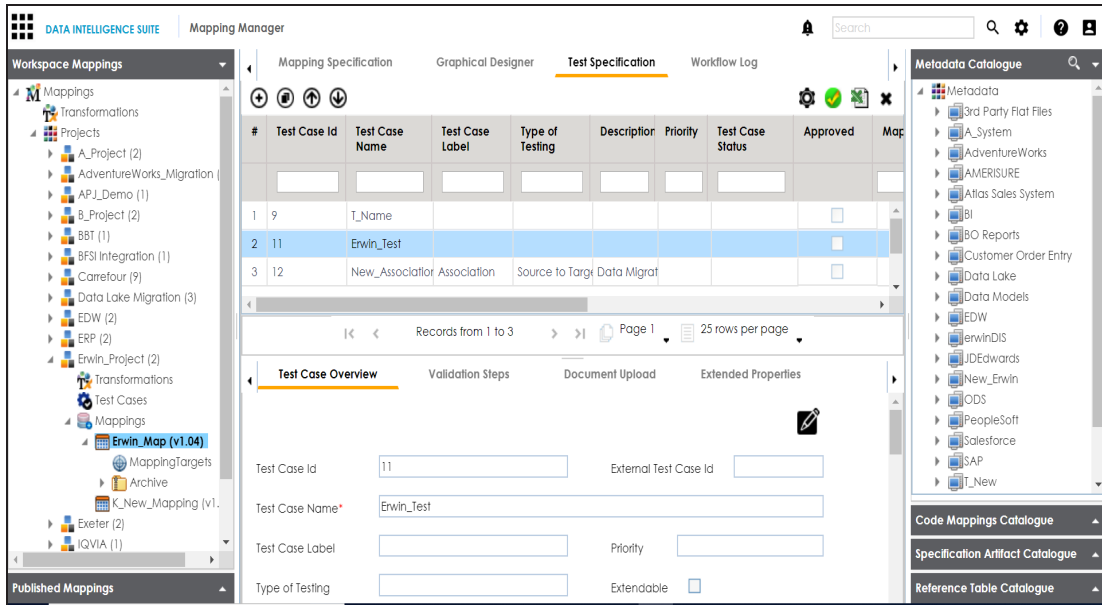 DATA INTELLIGENCE SUITE
Mapping Manager
Search
Workspace Mappings
Mappings
Transformations
Projects
A_Project (2)
AdventureWorks_Migration (
APJ_Demo (1)
B_Project (2)
BBT (1)
BFSI Integration (1)
Carrefour (9)
Data Lake Migration (3)
EDW (2)
ERP (2)
Erwin_Project (2)
Transformations
Test Cases
Mappings
Erwin_Map (v1.04)
MappingTargets
Archive
K_New_Mapping (v1.
Exeter (2)
IQVIA (1)
Published Mappings
Mapping Specification
Graphical Designer
Test Specification
Workflow Log
# Test Case Id Test Case Name Test Case Label Type of Testing Description Priority Test Case Status Approved Map
1 9 T_Name
2 11 Erwin_Test
3 12 New_Association Association Source to Targe Data Migrat
Records from 1 to 3
Page 1
25 rows per page
Test Case Overview
Validation Steps
Document Upload
Extended Properties
Test Case Id 11
External Test Case Id
Test Case Name* Erwin_Test
Test Case Label
Priority
Type of Testing
Extendable
Metadata Catalogue
Metadata
3rd Party Flat Files
A_System
AdventureWorks
AMERISURE
Atlas Sales System
BI
BO Reports
Customer Order Entry
Data Lake
Data Models
EDW
erwinDIS
JDEdwards
New_Erwin
ODS
PeopleSoft
Salesforce
SAP
T_New
Code Mappings Catalogue
Specification Artifact Catalogue
Reference Table Catalogue